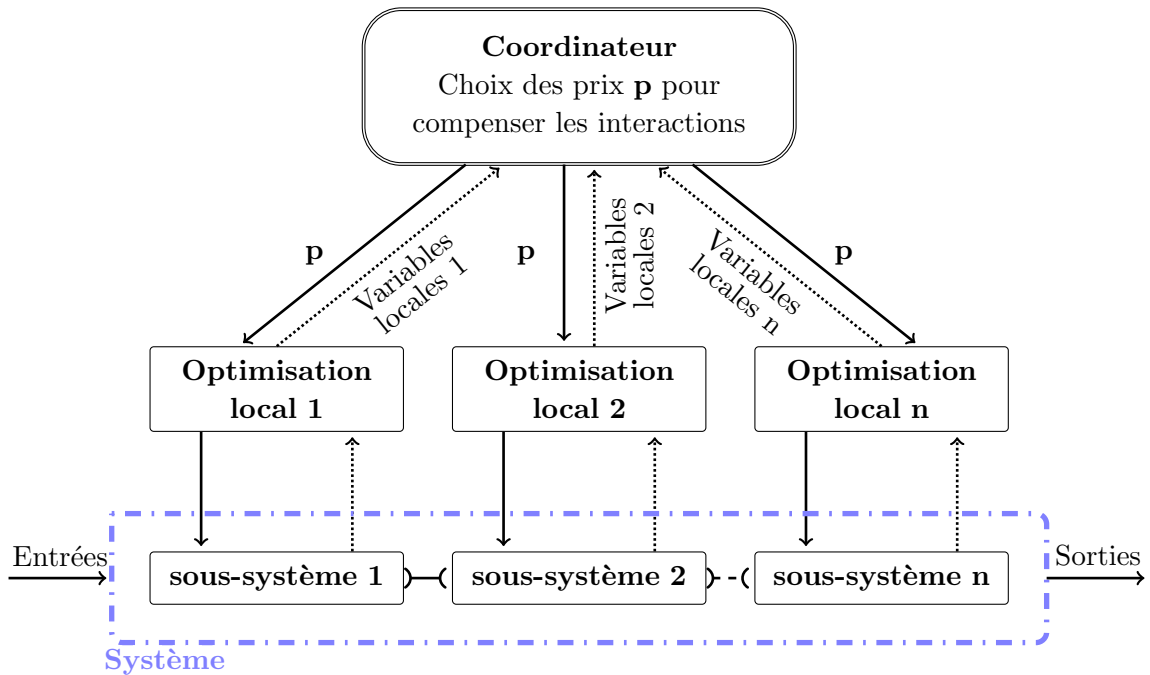 Coordinateur
Choix des prix p pour
compenser les interactions
p
Variables
locales 1
p
Variables
locales 2
Variables
locales n
p
Optimisation
local 1
Optimisation
local 2
Optimisation
local n
Entrées
sous-système 1
sous-système 2
sous-système n
Sorties
Système